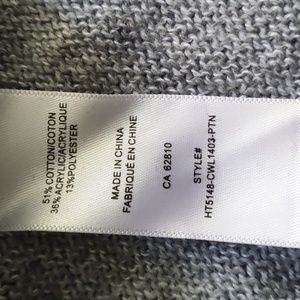 51% COTTON/COTON
36% ACRYLIC/ACRYLIQUE
13%POLYESTER
MADE IN CHINA
FABRIQUÉ EN CHINE
CA 62810
STYLE#
HT5148-CWL1403-PTN